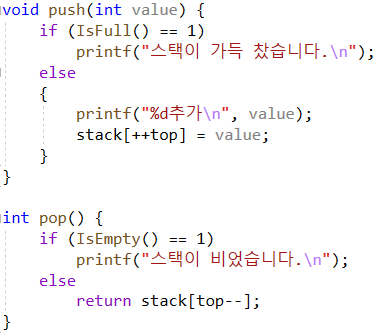 void push(int value) {
    if (IsFull() == 1)
        printf("스택이 가득 찼습니다.\n");
    else
    {
        printf("%d추가\n", value);
        stack[++top] = value;
    }
}

int pop() {
    if (IsEmpty() == 1)
        printf("스택이 비었습니다.\n");
    else
        return stack[top--];
}